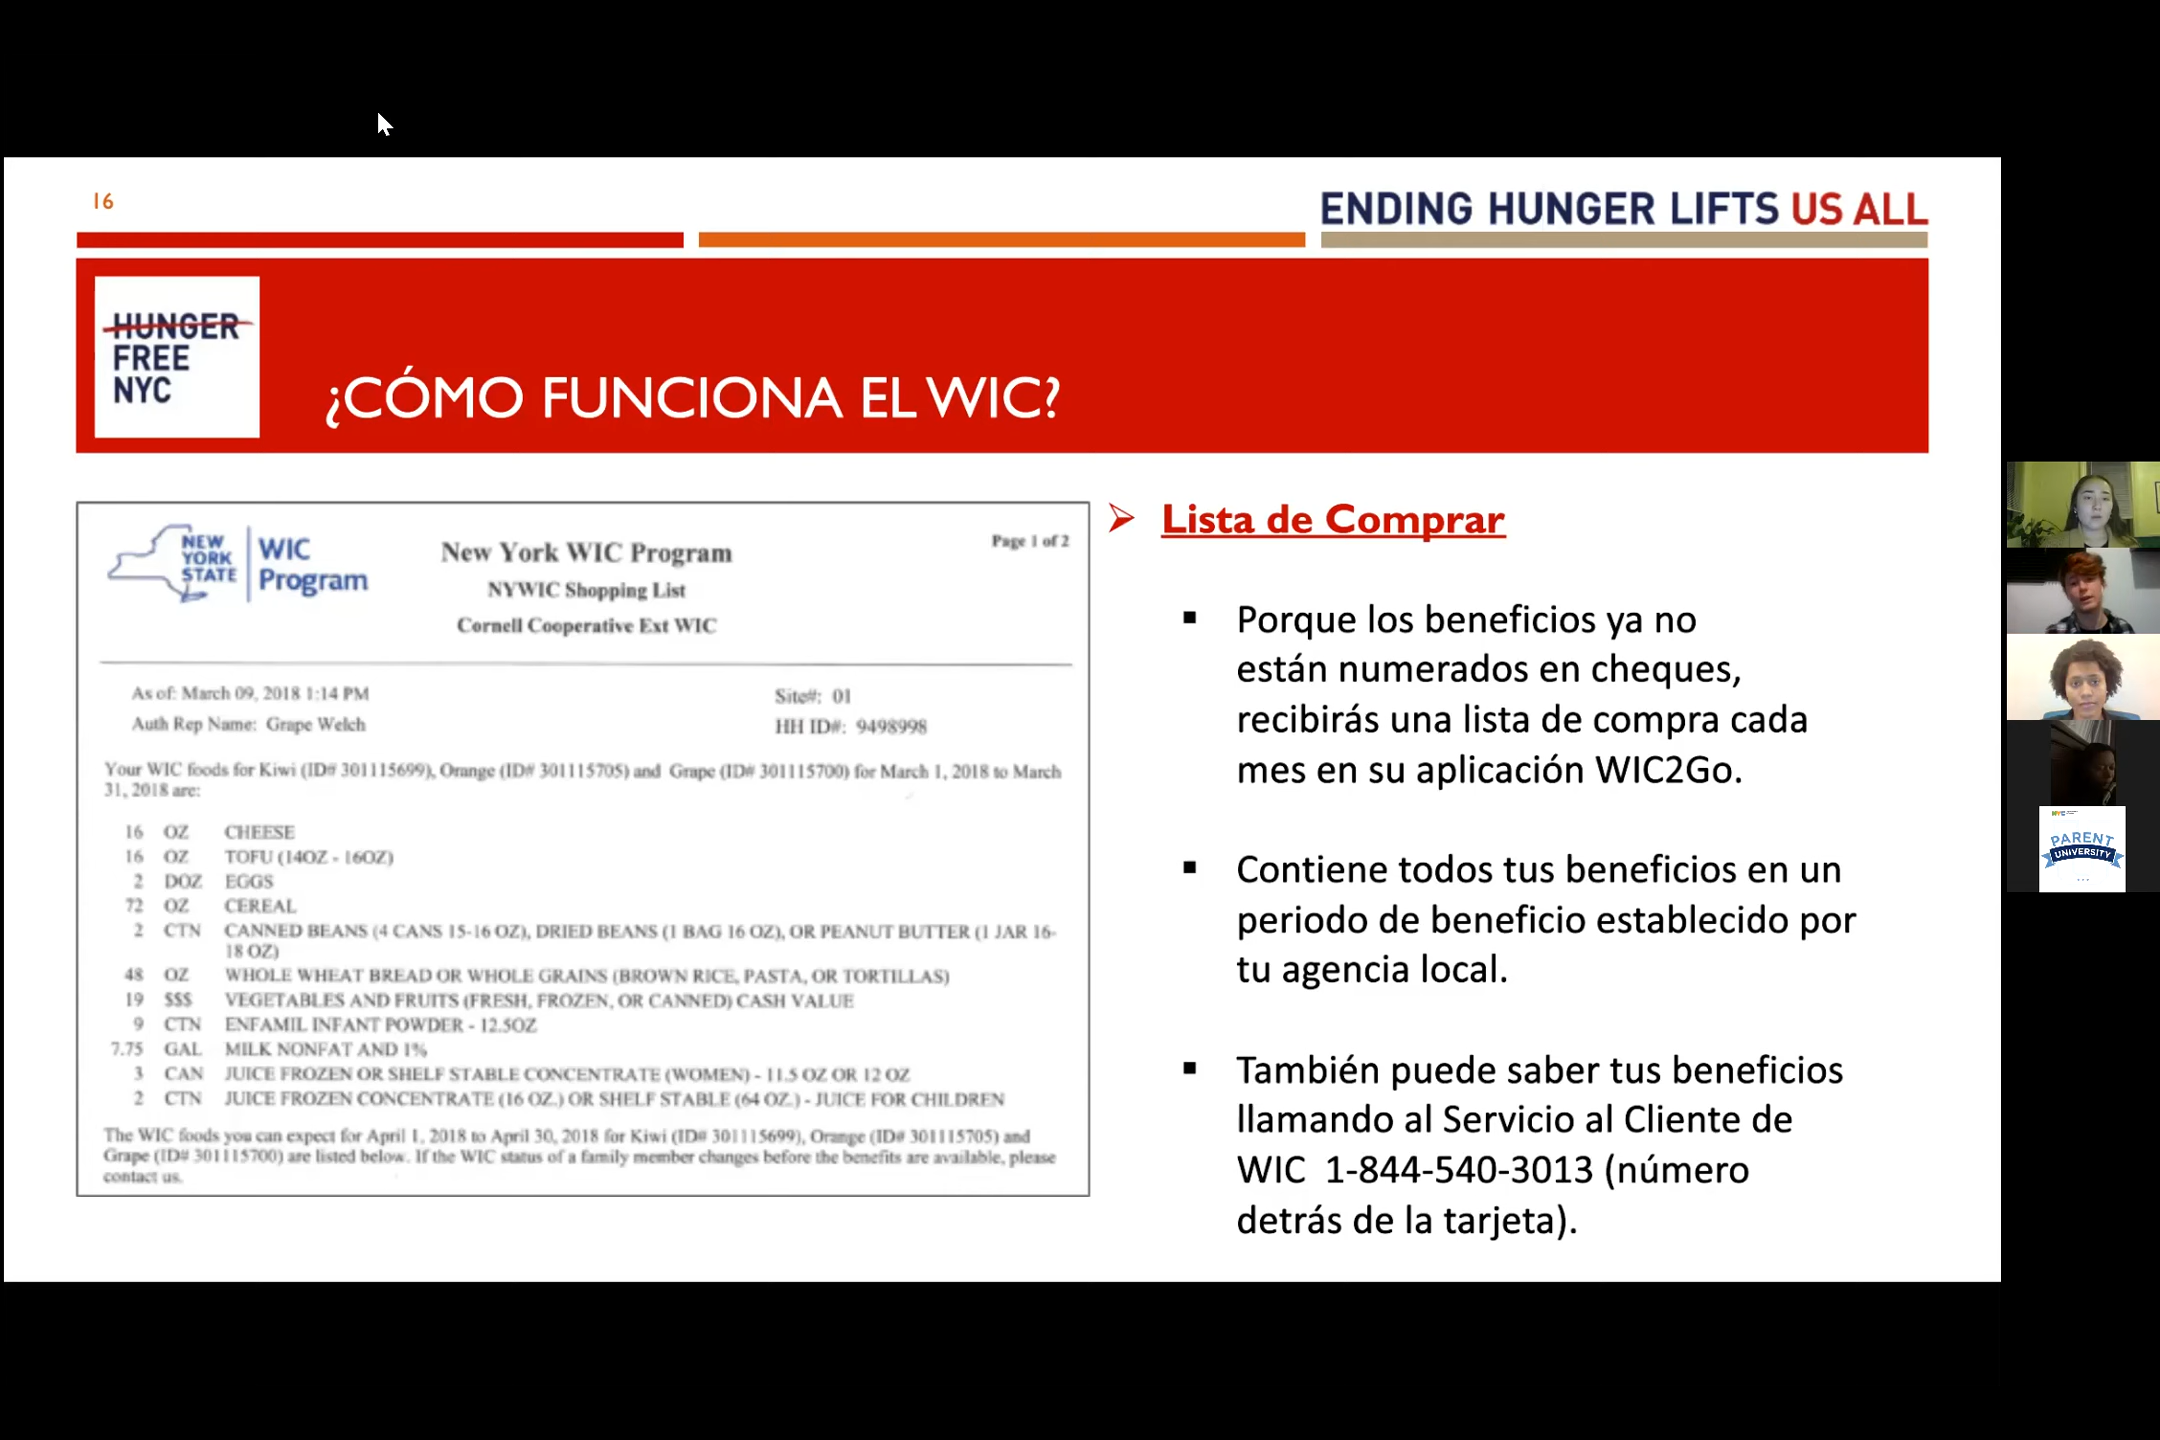 16
ENDING HUNGER LIFTS US ALL
HUNGER
FREE
NYC
¿CÓMO FUNCIONA EL WIC?
NEW
YORK
STATE
WIC
Program
New York WIC Program
NYWIC Shopping List
Cornell Cooperative Ext WIC
Page 1 of 2
As of: March 09, 2018 1:14 PM
Site#: 01
Auth Rep Name: Grape Welch
HH ID#: 9498998
Your WIC foods for Kiwi (ID# 301115699), Orange (ID# 301115705) and Grape (ID# 301115700) for March 1, 2018 to March
31, 2018 are:
16 OZ CHEESE
16 OZ TOFU (14OZ - 16OZ)
2 DOZ EGGS
72 OZ CEREAL
2 CTN CANNED BEANS (4 CANS 15-16 OZ), DRIED BEANS (1 BAG 16 OZ), OR PEANUT BUTTER (1 JAR 16-
18 OZ)
48 OZ WHOLE WHEAT BREAD OR WHOLE GRAINS (BROWN RICE, PASTA, OR TORTILLAS)
19 $$$ VEGETABLES AND FRUITS (FRESH, FROZEN, OR CANNED) CASH VALUE
9 CTN ENFAMIL INFANT POWDER - 12.5OZ
7.75 GAL MILK NONFAT AND 1%
3 CAN JUICE FROZEN OR SHELF STABLE CONCENTRATE (WOMEN) - 11.5 OZ OR 12 OZ
2 CTN JUICE FROZEN CONCENTRATE (16 OZ.) OR SHELF STABLE (64 OZ.) - JUICE FOR CHILDREN
The WIC foods you can expect for April 1, 2018 to April 30, 2018 for Kiwi (ID# 301115699), Orange (ID# 301115705) and
Grape (ID# 301115700) are listed below. If the WIC status of a family member changes before the benefits are available, please
contact us.
Lista de Comprar
Porque los beneficios ya no
están numerados en cheques,
recibirás una lista de compra cada
mes en su aplicación WIC2Go.
Contiene todos tus beneficios en un
periodo de beneficio establecido por
tu agencia local.
También puede saber tus beneficios
llamando al Servicio al Cliente de
WIC 1-844-540-3013 (número
detrás de la tarjeta).
PARENT
UNIVERSITY